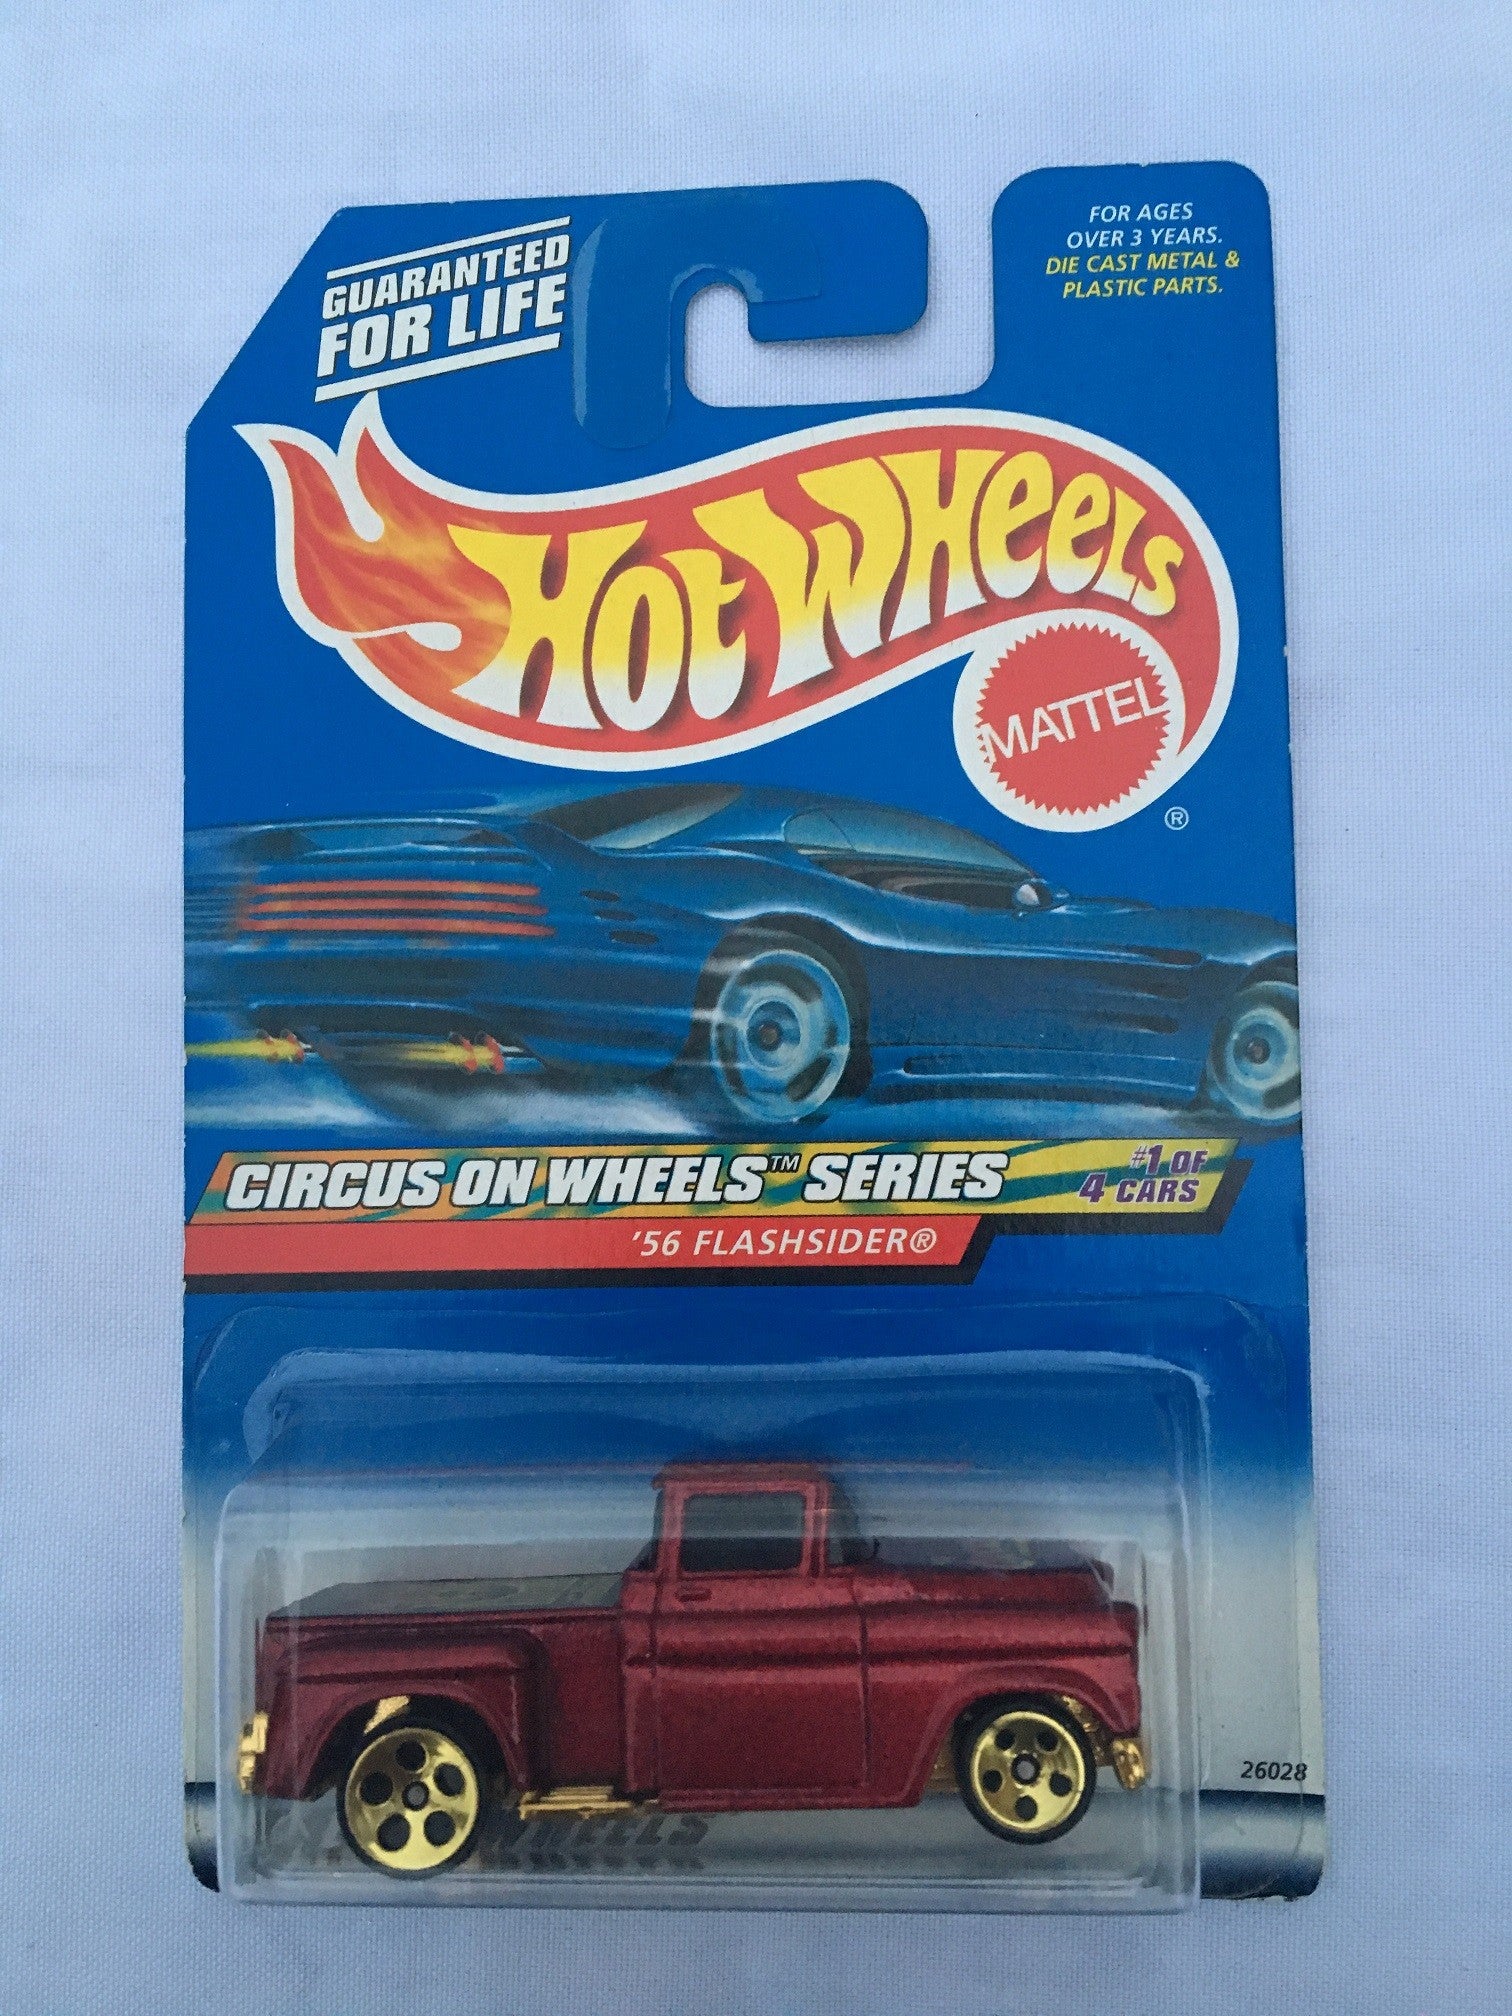 GUARANTEED
FOR LIFE
FOR AGES
OVER 3 YEARS.
DIE CAST METAL &
PLASTIC PARTS.
HOT WHEELS
MATTEL
®
CIRCUS ON WHEELS™ SERIES
#1 OF
4 CARS
'56 FLASHSIDER®
26028
WHEELS